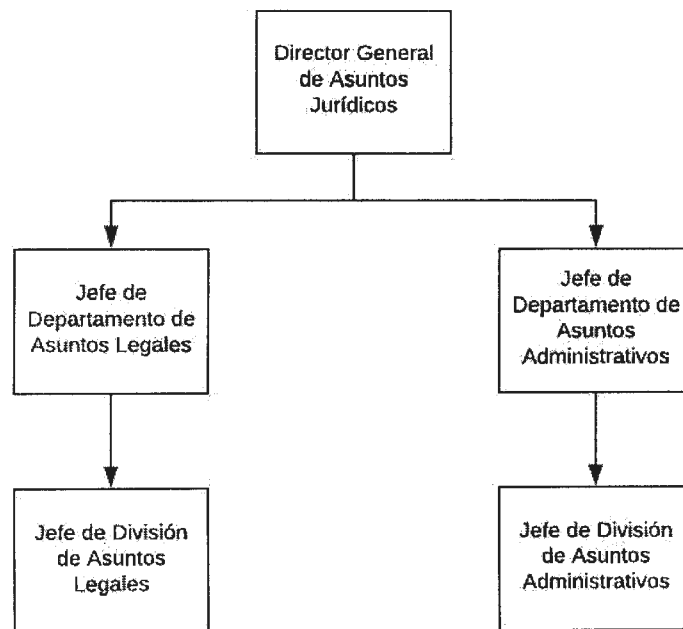 Director General
de Asuntos
Jurídicos
Jefe de
Departamento de
Asuntos Legales
Jefe de
Departamento de
Asuntos
Administrativos
Jefe de División
de Asuntos
Legales
Jefe de División
de Asuntos
Administrativos